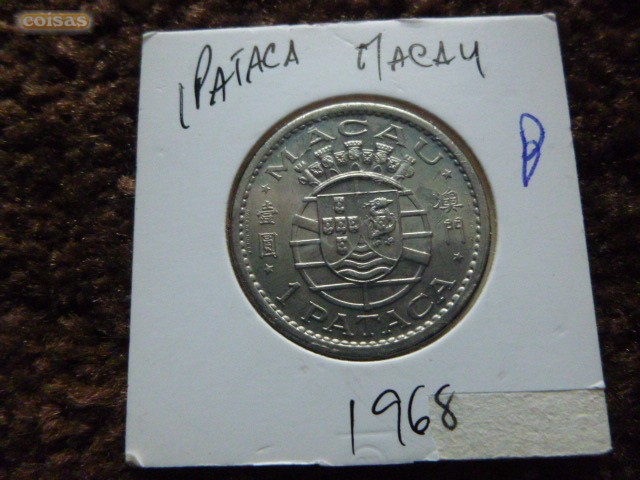 coisas
1 PATACA MACAU
B
MACAU
壹圓
澳門
1 PATACA
1968